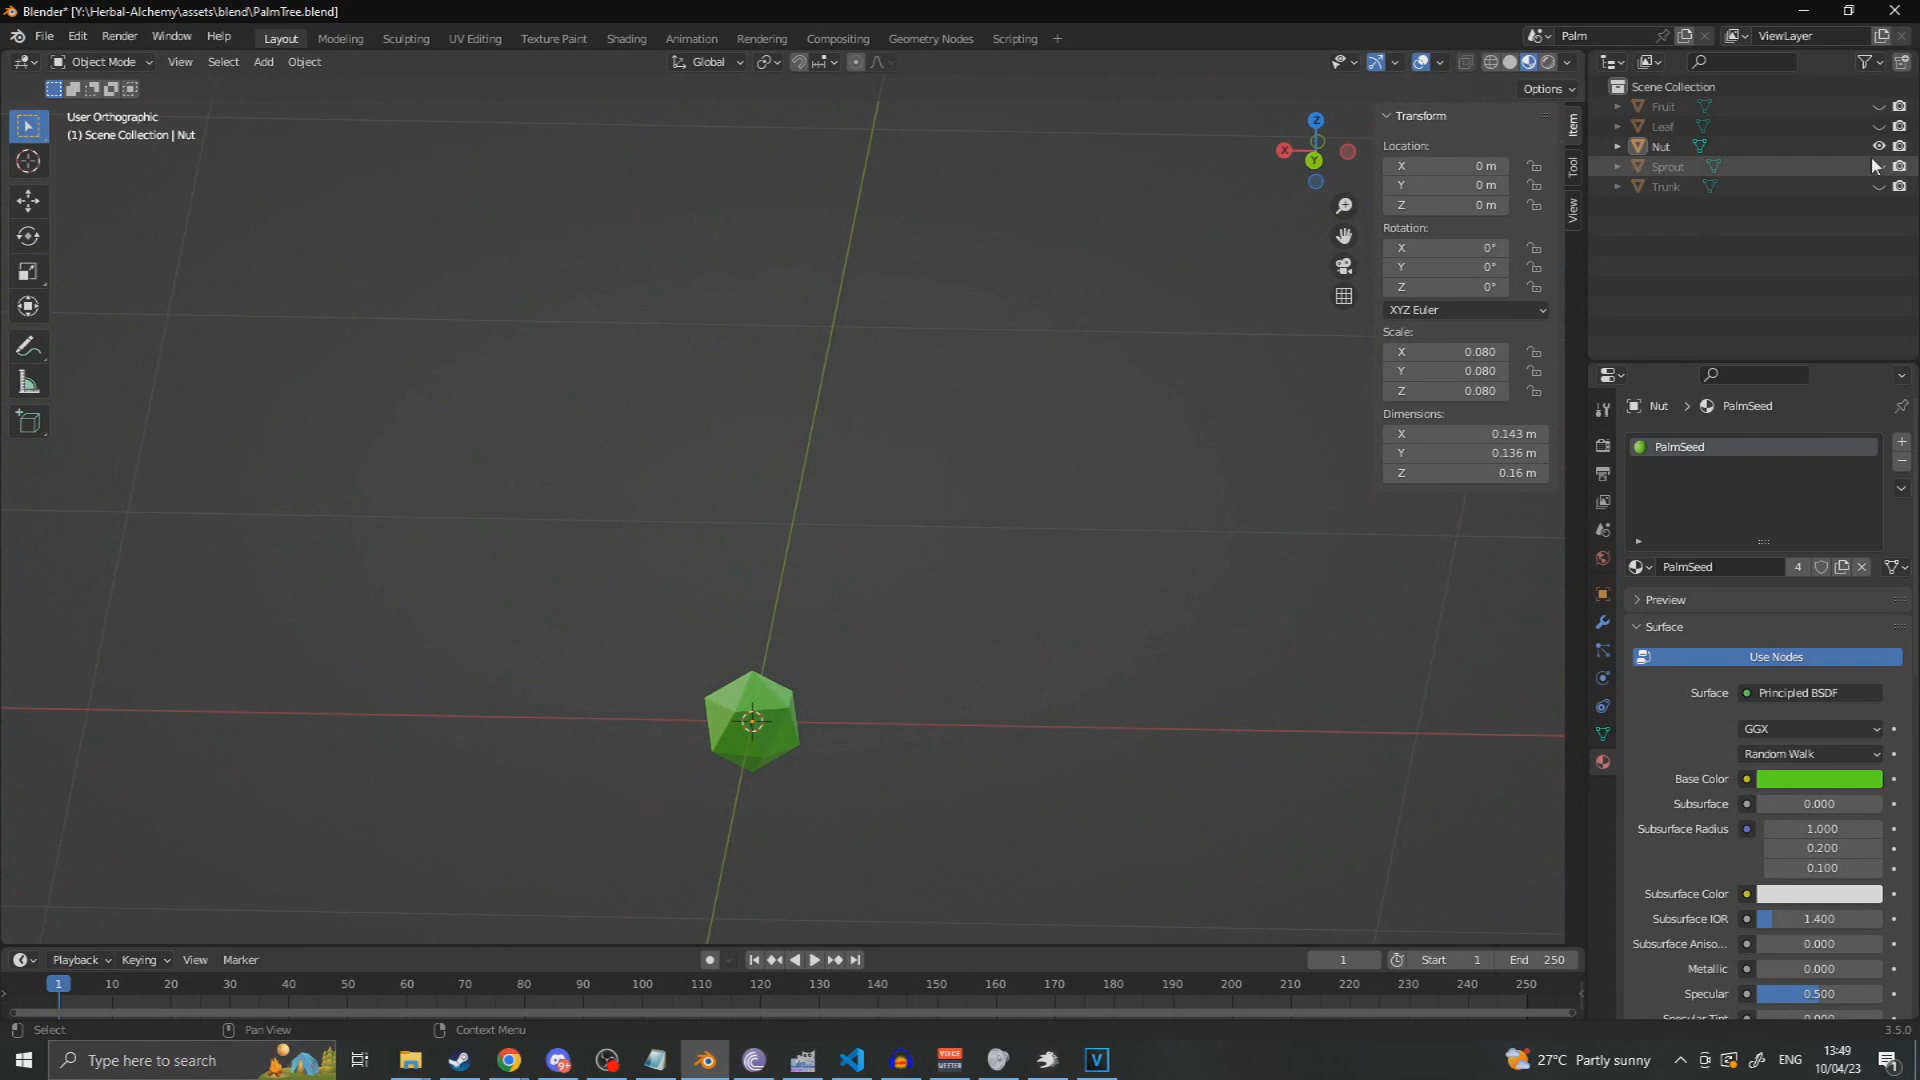 Blender* [Y:\Herbal-Alchemy\assets\blend\PalmTree.blend]
File Edit Render Window Help Layout Modeling Sculpting UV Editing Texture Paint Shading Animation Rendering Compositing Geometry Nodes Scripting + Palm ViewLayer
Object Mode View Select Add Object Global
Options
User Orthographic
(1) Scene Collection | Nut
Z
X
Y
Item
Tool
View
Transform
Location:
X 0 m
Y 0 m
Z 0 m
Rotation:
X 0°
Y 0°
Z 0°
XYZ Euler
Scale:
X 0.080
Y 0.080
Z 0.080
Dimensions:
X 0.143 m
Y 0.136 m
Z 0.16 m
Scene Collection
Fruit
Leaf
Nut
Sprout
Trunk
Nut > PalmSeed
PalmSeed
PalmSeed 4
Preview
Surface
Use Nodes
Surface Principled BSDF
GGX
Random Walk
Base Color
Subsurface 0.000
Subsurface Radius 1.000
0.200
0.100
Subsurface Color
Subsurface IOR 1.400
Subsurface Aniso... 0.000
Metallic 0.000
Specular 0.500
Specular Tint 0.000
Playback Keying View Marker 1 Start 1 End 250
1 10 20 30 40 50 60 70 80 90 100 110 120 130 140 150 160 170 180 190 200 210 220 230 240 250
Select Pan View Context Menu 3.5.0
Type here to search VOICE MEETER V 27°C Partly sunny ENG 13:49
10/04/23 1